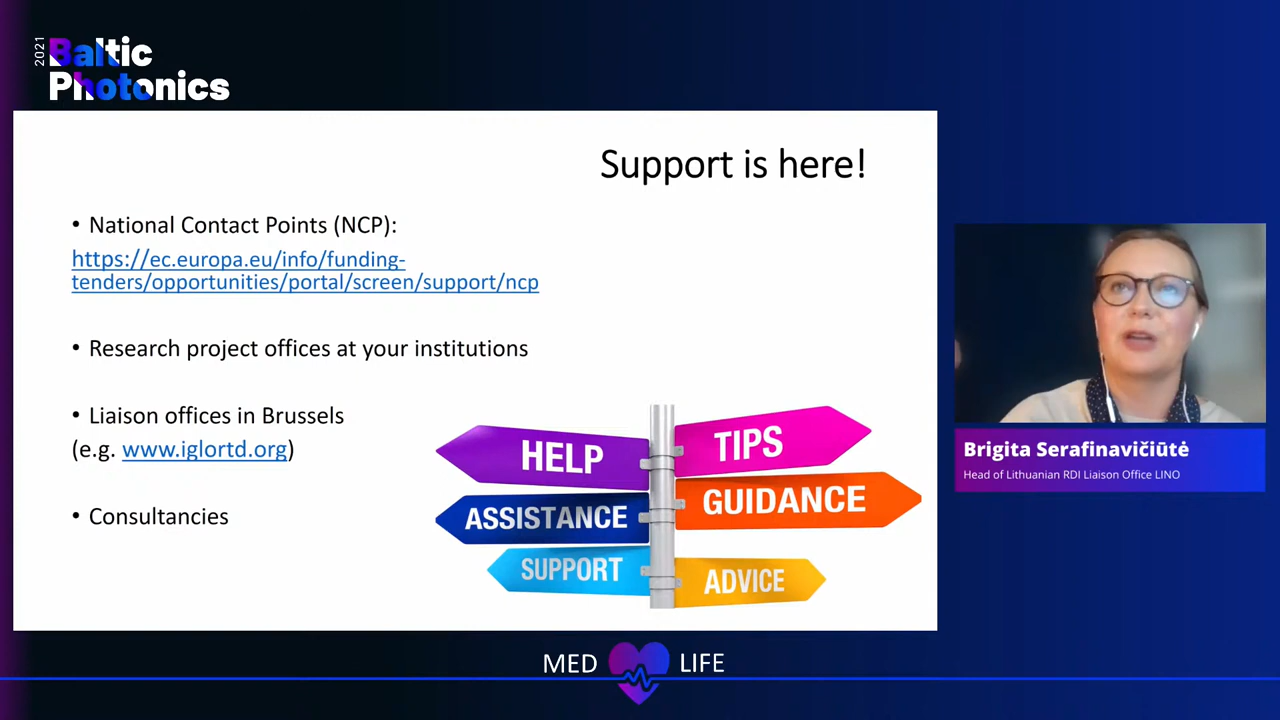 2021
Baltic
Photonics
Support is here!
• National Contact Points (NCP):
https://ec.europa.eu/info/funding-
tenders/opportunities/portal/screen/support/ncp
• Research project offices at your institutions
• Liaison offices in Brussels
(e.g. www.iglortd.org)
• Consultancies
HELP
TIPS
ASSISTANCE
GUIDANCE
SUPPORT
ADVICE
Brigita Serafinavičiūtė
Head of Lithuanian RDI Liaison Office LINO
MED LIFE